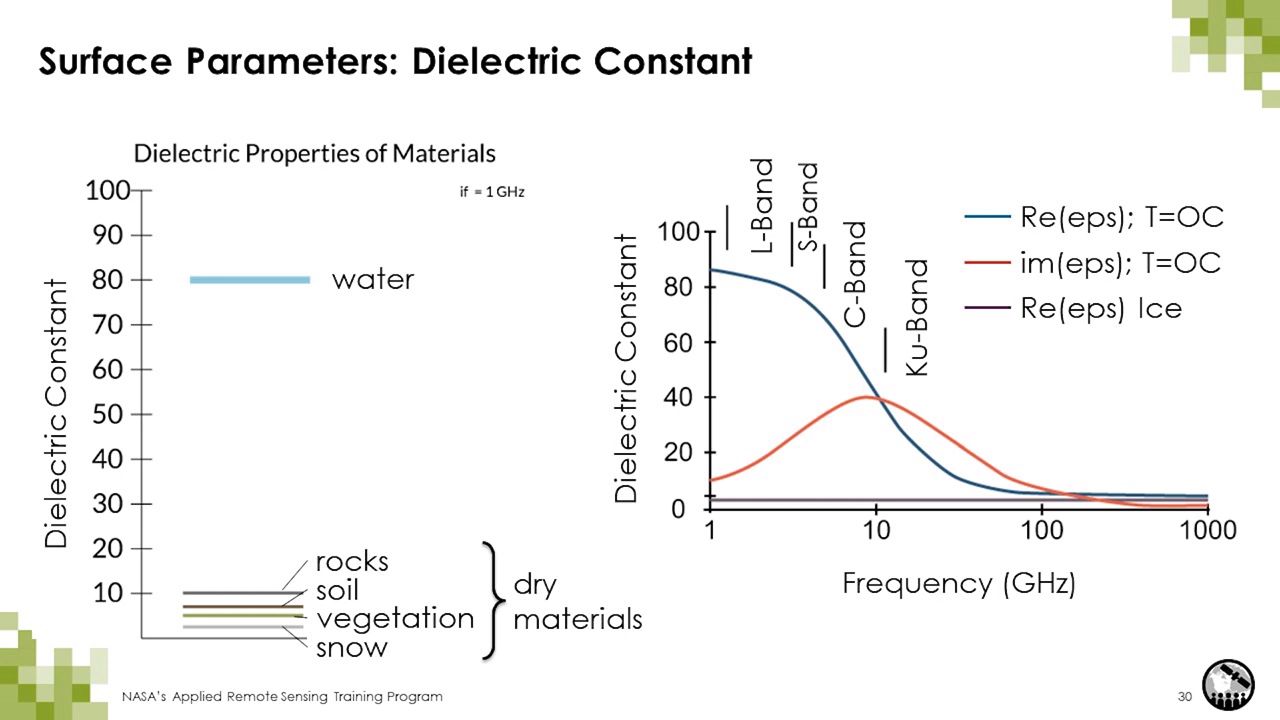 Surface Parameters: Dielectric Constant
Dielectric Properties of Materials
if = 1 GHz
Dielectric Constant
100
90
80
70
60
50
40
30
20
10
water
rocks
soil
vegetation
snow
dry
materials
Dielectric Constant
100
80
60
40
20
0
1
10
100
1000
Frequency (GHz)
L-Band
S-Band
C-Band
Ku-Band
Re(eps); T=OC
im(eps); T=OC
Re(eps) Ice
NASA's Applied Remote Sensing Training Program
30